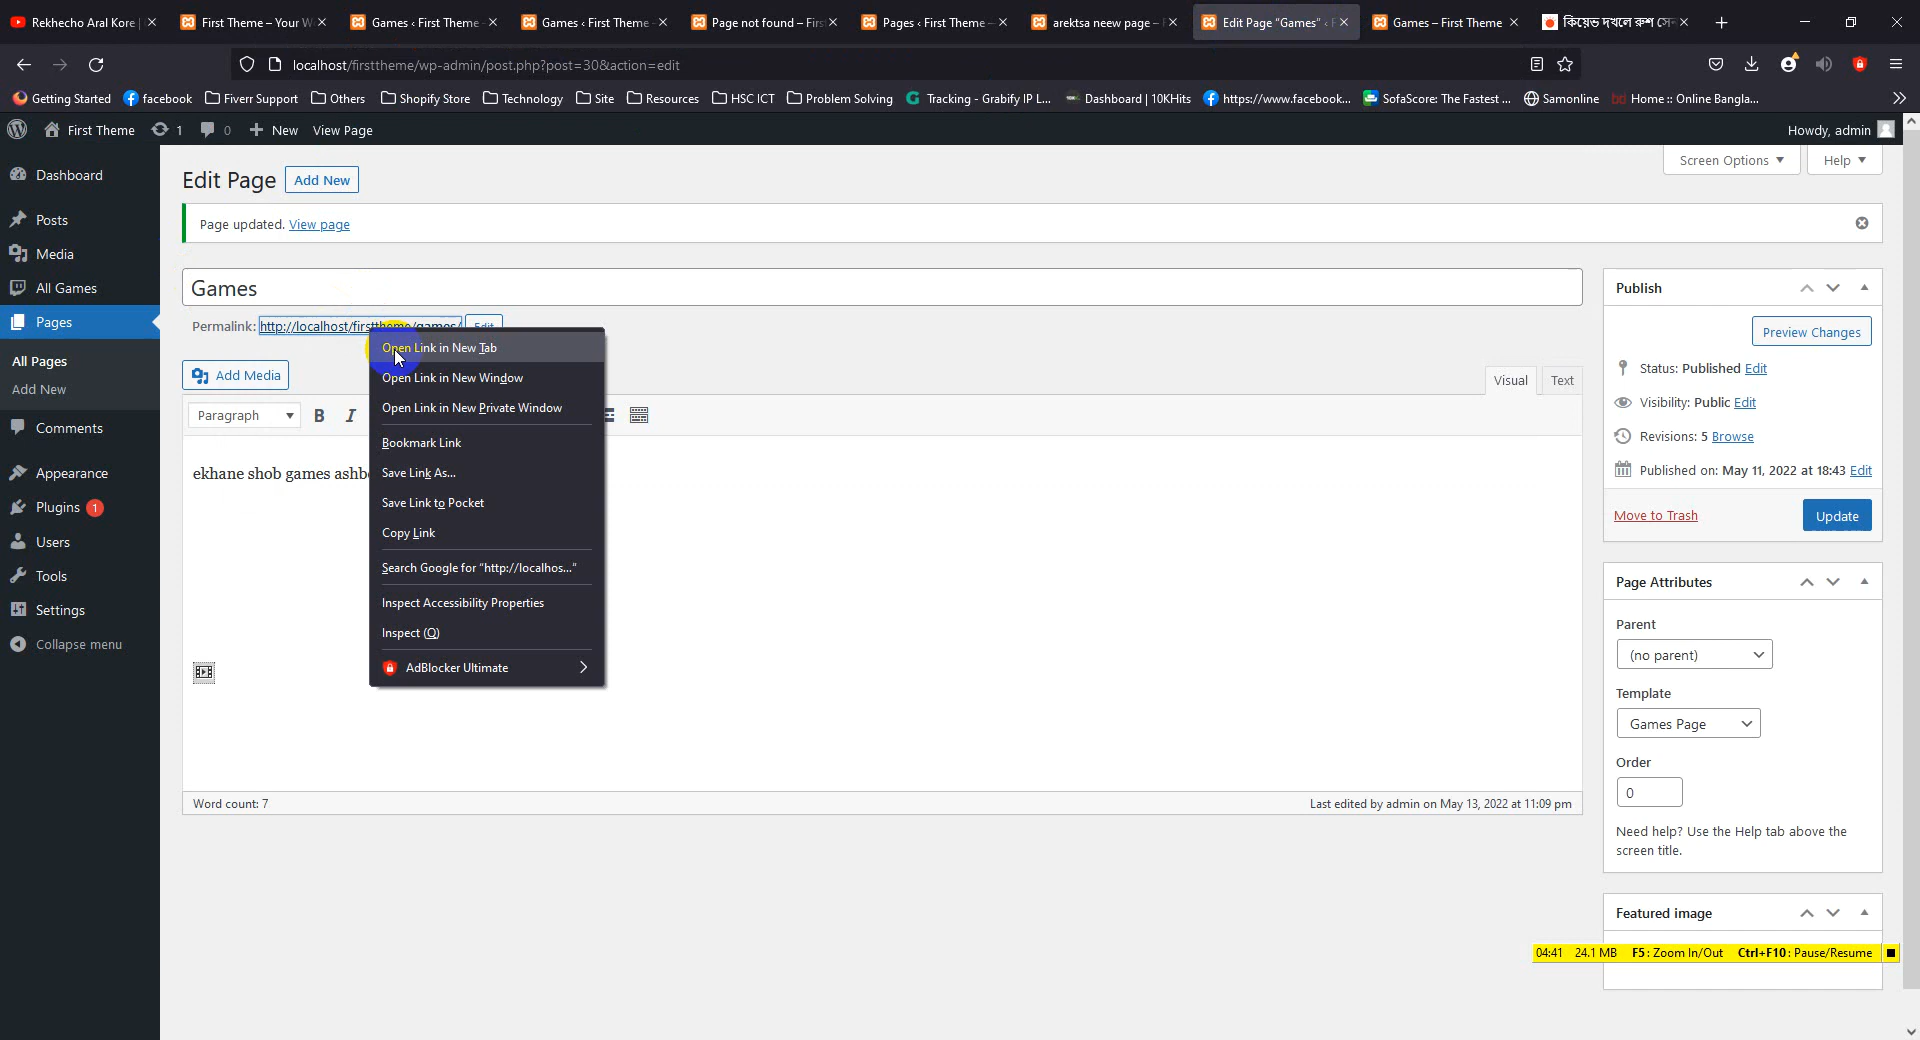 Rekhecho Aral Kore
First Theme – Your W
Games ‹ First Theme
Games ‹ First Theme
Page not found – Firs
Pages ‹ First Theme —
arektsa neew page –
Edit Page "Games" ‹ F
Games – First Theme
কিয়েভ দখলে রুশ সে
localhost/firsttheme/wp-admin/post.php?post=30&action=edit
Getting Started
facebook
Fiverr Support
Others
Shopify Store
Technology
Site
Resources
HSC ICT
Problem Solving
Tracking - Grabify IP L...
Dashboard | 10KHits
https://www.facebook...
SofaScore: The Fastest ...
Samonline
Home :: Online Bangla...
First Theme
1
0
New
View Page
Howdy, admin
Dashboard
Posts
Media
All Games
Pages
All Pages
Add New
Comments
Appearance
Plugins 1
Users
Tools
Settings
Collapse menu
Screen Options
Help
Edit Page
Add New
Page updated. View page
Games
Permalink: http://localhost/firsttheme/games/ Edit
Add Media
Visual
Text
Paragraph
B
I
ekhane shob games ashb
Word count: 7
Last edited by admin on May 13, 2022 at 11:09 pm
Open Link in New Tab
Open Link in New Window
Open Link in New Private Window
Bookmark Link
Save Link As...
Save Link to Pocket
Copy Link
Search Google for "http://localhos..."
Inspect Accessibility Properties
Inspect (Q)
AdBlocker Ultimate
Publish
Preview Changes
Status: Published Edit
Visibility: Public Edit
Revisions: 5 Browse
Published on: May 11, 2022 at 18:43 Edit
Move to Trash
Update
Page Attributes
Parent
(no parent)
Template
Games Page
Order
0
Need help? Use the Help tab above the
screen title.
Featured image
04:41 24.1 MB F5: Zoom In/Out Ctrl+F10: Pause/Resume